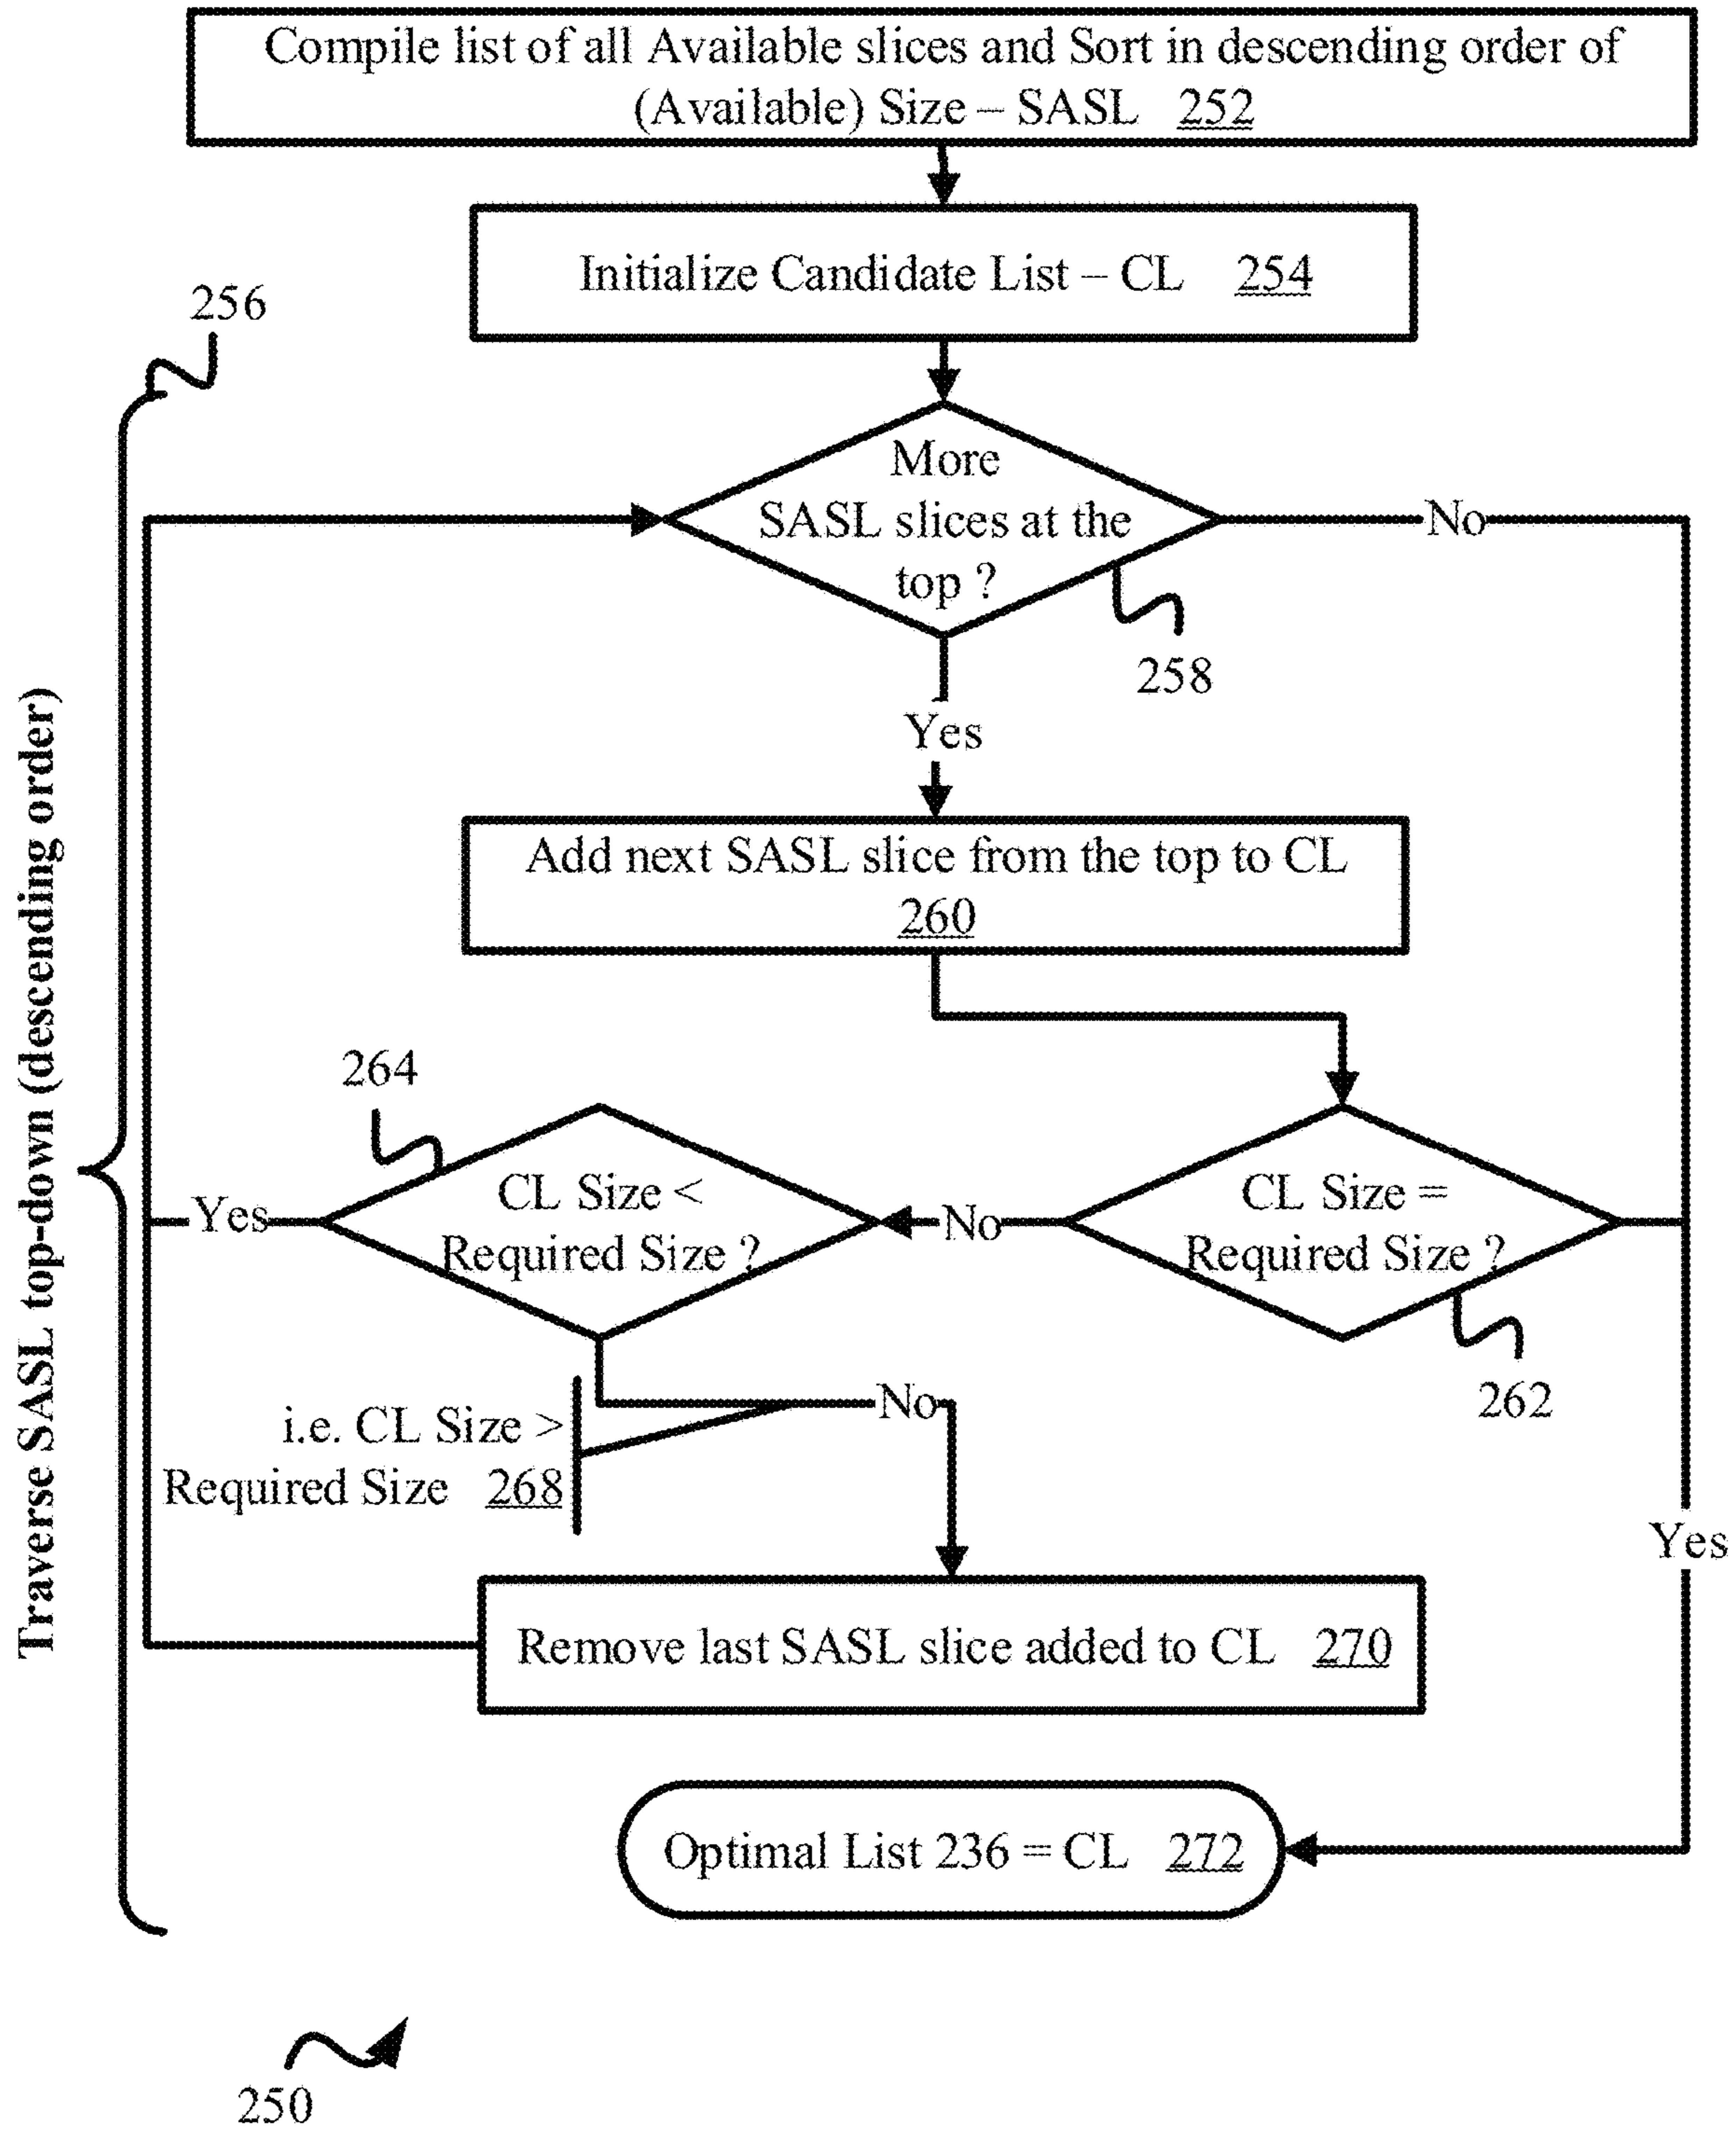 Compile list of all Available slices and Sort in descending order of
(Available) Size – SASL 252
Initialize Candidate List – CL 254
256
More
SASL slices at the
top ?
No
258
Yes
Add next SASL slice from the top to CL
260
264
CL Size <
Required Size ?
Yes
No
CL Size =
Required Size ?
262
No
i.e. CL Size >
Required Size 268
Yes
Remove last SASL slice added to CL 270
Optimal List 236 = CL 272
Traverse SASL top-down (descending order)
250